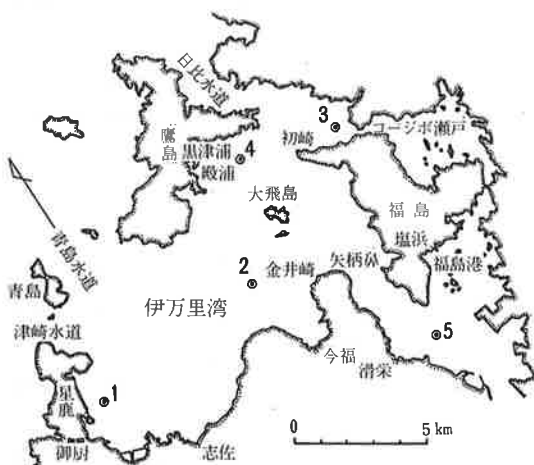 日比水道
3
コージボ瀬戸
初崎
鷹島
黒津浦
4
殿浦
大飛島
福島
塩浜
青島水道
2
金井崎
矢柄鼻
福島港
青島
伊万里湾
津崎水道
5
今福
滑栄
1
星鹿
0
5 km
御厨
志佐